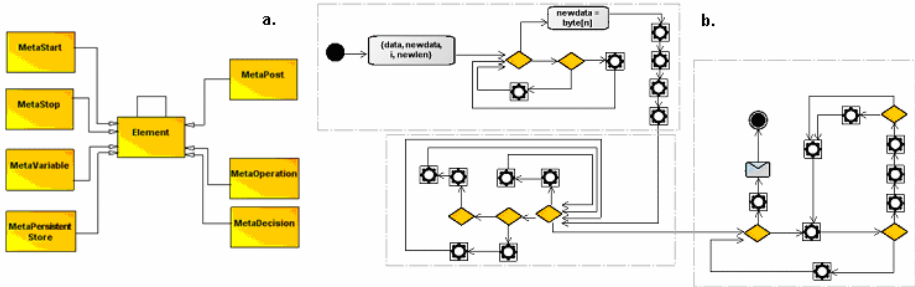 a.
MetaStart
MetaStop
MetaVariable
MetaPersistent
Store
Element
MetaPost
MetaOperation
MetaDecision
{data, newdata,
i, newlen}
newdata =
byte[n]
b.